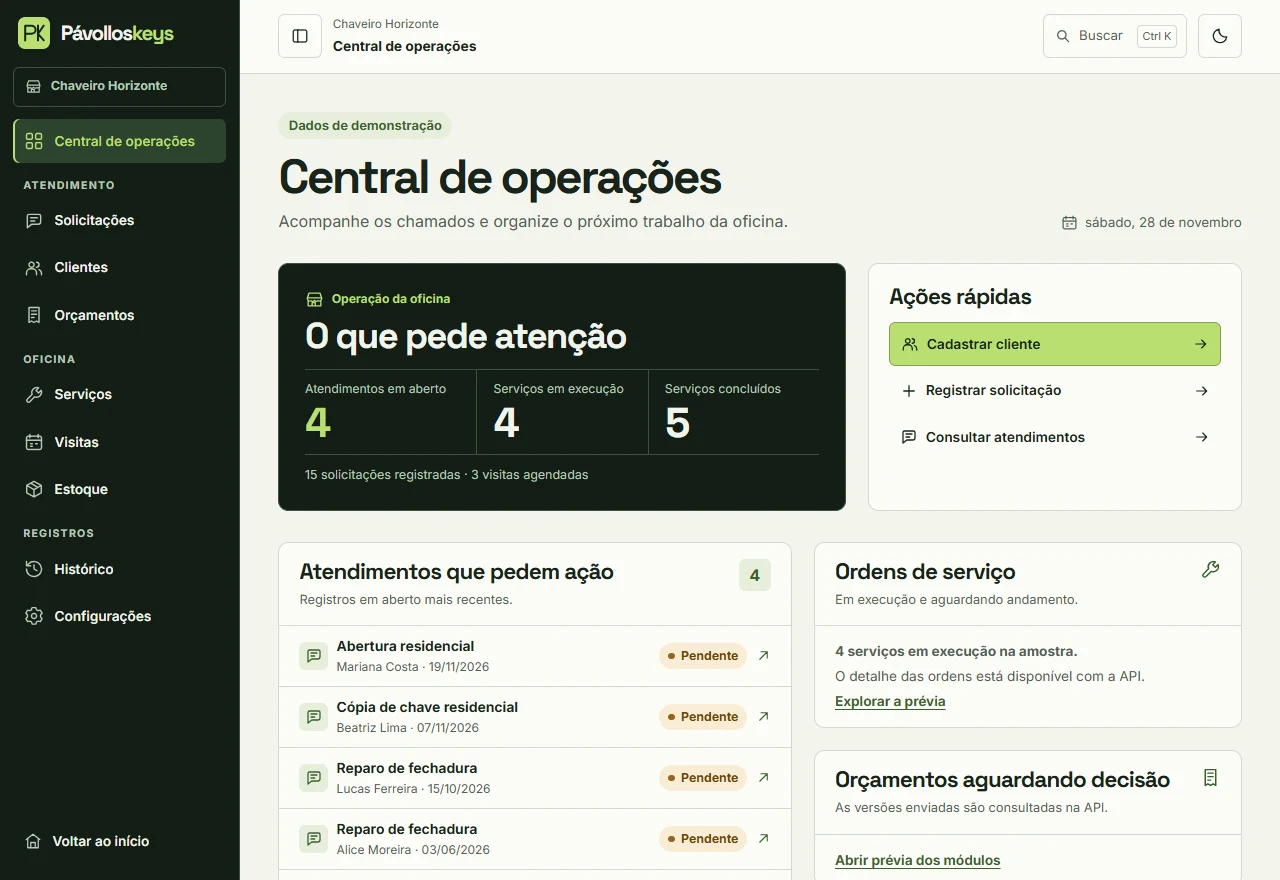 PK Pávolloskeys
Chaveiro Horizonte
Central de operações
ATENDIMENTO
Solicitações
Clientes
Orçamentos
OFICINA
Serviços
Visitas
Estoque
REGISTROS
Histórico
Configurações
Voltar ao início
Chaveiro Horizonte
Central de operações
Buscar Ctrl K
Dados de demonstração
Central de operações
Acompanhe os chamados e organize o próximo trabalho da oficina.
sábado, 28 de novembro
Operação da oficina
O que pede atenção
Atendimentos em aberto
4
Serviços em execução
4
Serviços concluídos
5
15 solicitações registradas · 3 visitas agendadas
Ações rápidas
Cadastrar cliente
Registrar solicitação
Consultar atendimentos
Atendimentos que pedem ação
4
Registros em aberto mais recentes.
Abertura residencial
Mariana Costa · 19/11/2026
Pendente
Cópia de chave residencial
Beatriz Lima · 07/11/2026
Pendente
Reparo de fechadura
Lucas Ferreira · 15/10/2026
Pendente
Reparo de fechadura
Alice Moreira · 03/06/2026
Pendente
Ordens de serviço
Em execução e aguardando andamento.
4 serviços em execução na amostra.
O detalhe das ordens está disponível com a API.
Explorar a prévia
Orçamentos aguardando decisão
As versões enviadas são consultadas na API.
Abrir prévia dos módulos